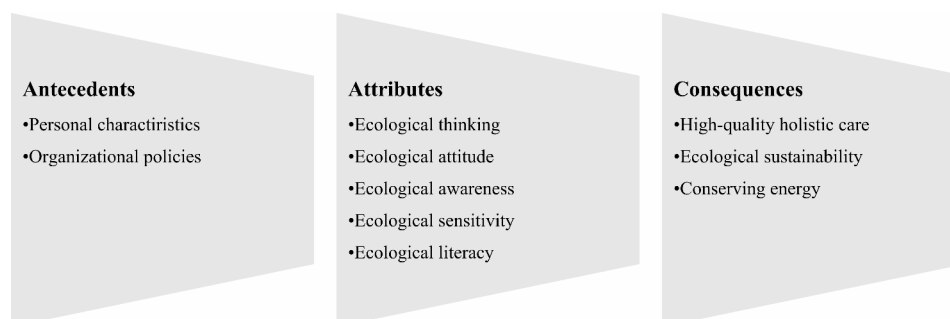 Antecedents
•Personal charactiristics
•Organizational policies
Attributes
•Ecological thinking
•Ecological attitude
•Ecological awareness
•Ecological sensitivity
•Ecological literacy
Consequences
•High-quality holistic care
•Ecological sustainability
•Conserving energy